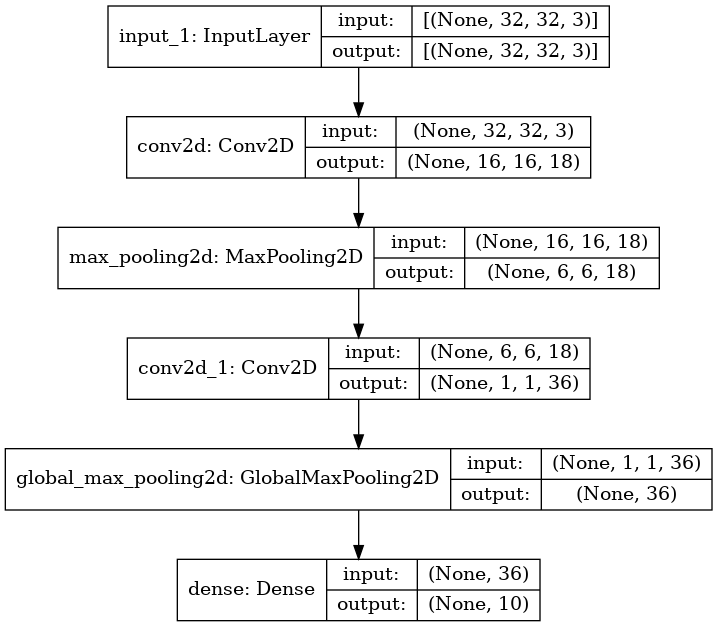 input_1: InputLayer
input: [(None, 32, 32, 3)]
output: [(None, 32, 32, 3)]
conv2d: Conv2D
input: (None, 32, 32, 3)
output: (None, 16, 16, 18)
max_pooling2d: MaxPooling2D
input: (None, 16, 16, 18)
output: (None, 6, 6, 18)
conv2d_1: Conv2D
input: (None, 6, 6, 18)
output: (None, 1, 1, 36)
global_max_pooling2d: GlobalMaxPooling2D
input: (None, 1, 1, 36)
output: (None, 36)
dense: Dense
input: (None, 36)
output: (None, 10)